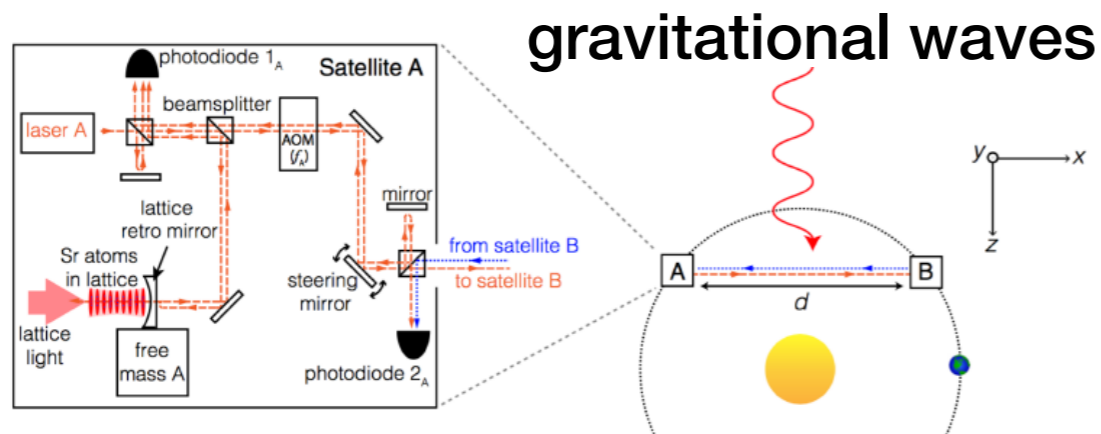 gravitational waves
photodiode 1A
Satellite A
beamsplitter
laser A
AOM
(fA)
lattice
retro mirror
mirror
Sr atoms
in lattice
from satellite B
to satellite B
steering
mirror
lattice
light
free
mass A
photodiode 2A
A
B
d
y
x
z